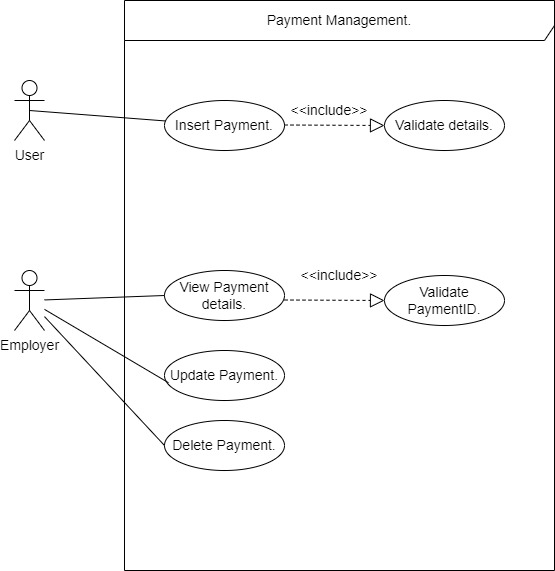 Payment Management.
<<include>>
Insert Payment.
Validate details.
User
<<include>>
View Payment
details.
Validate
PaymentID.
Employer
Update Payment.
Delete Payment.